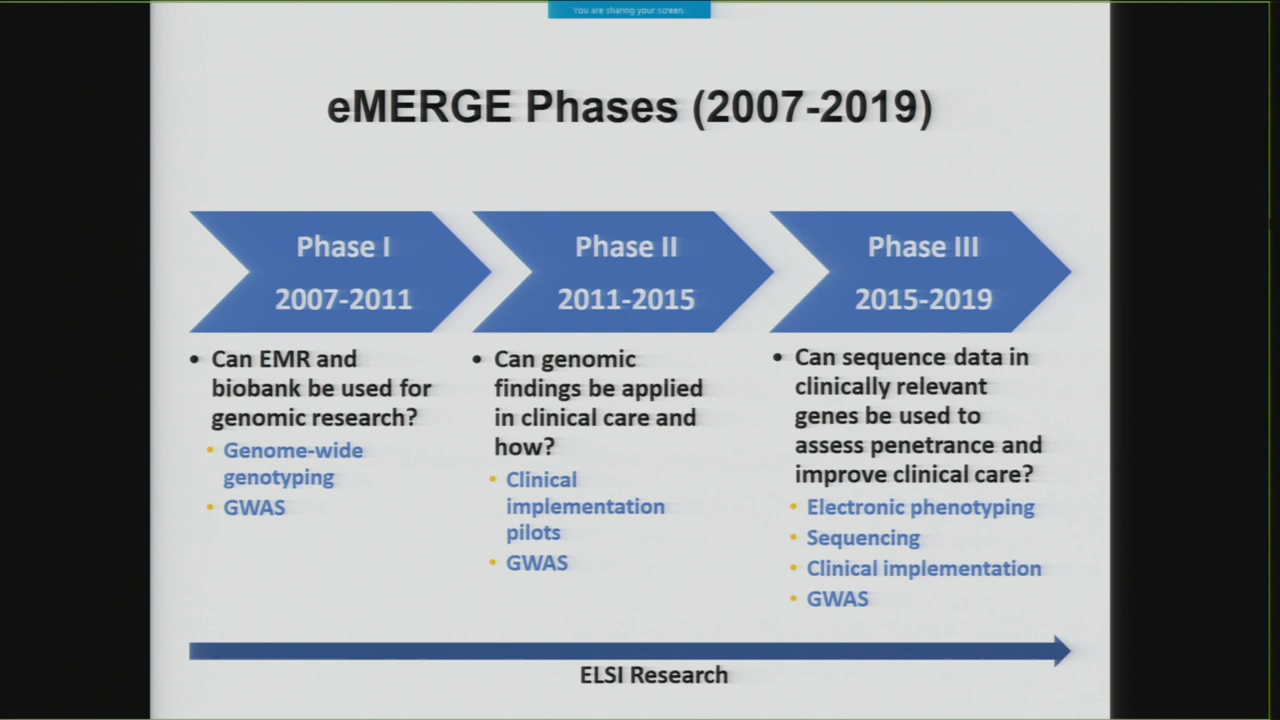 You are sharing your screen.
eMERGE Phases (2007-2019)
Phase I
2007-2011
Phase II
2011-2015
Phase III
2015-2019
• Can EMR and
biobank be used for
genomic research?
• Genome-wide
genotyping
• GWAS
• Can genomic
findings be applied
in clinical care and
how?
• Clinical
implementation
pilots
• GWAS
• Can sequence data in
clinically relevant
genes be used to
assess penetrance and
improve clinical care?
• Electronic phenotyping
• Sequencing
• Clinical implementation
• GWAS
ELSI Research